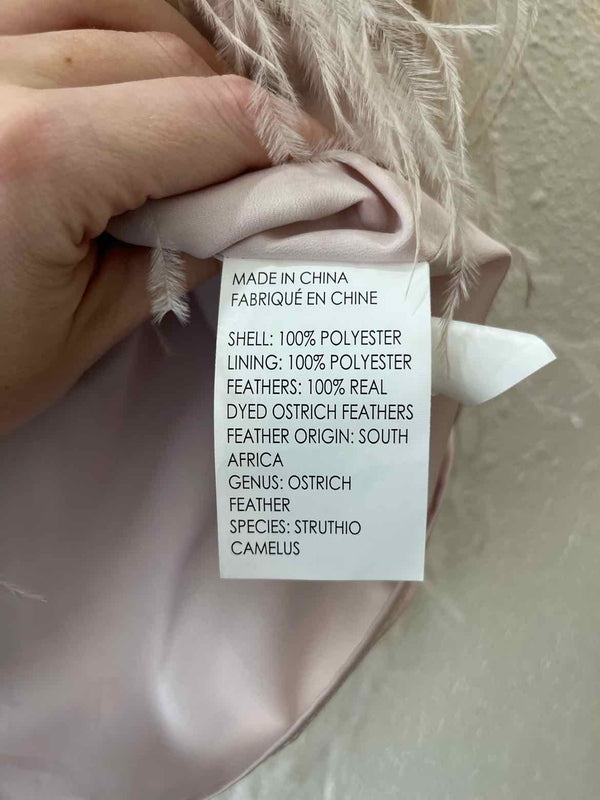 MADE IN CHINA
FABRIQUÉ EN CHINE
SHELL: 100% POLYESTER
LINING: 100% POLYESTER
FEATHERS: 100% REAL
DYED OSTRICH FEATHERS
FEATHER ORIGIN: SOUTH
AFRICA
GENUS: OSTRICH
FEATHER
SPECIES: STRUTHIO
CAMELUS